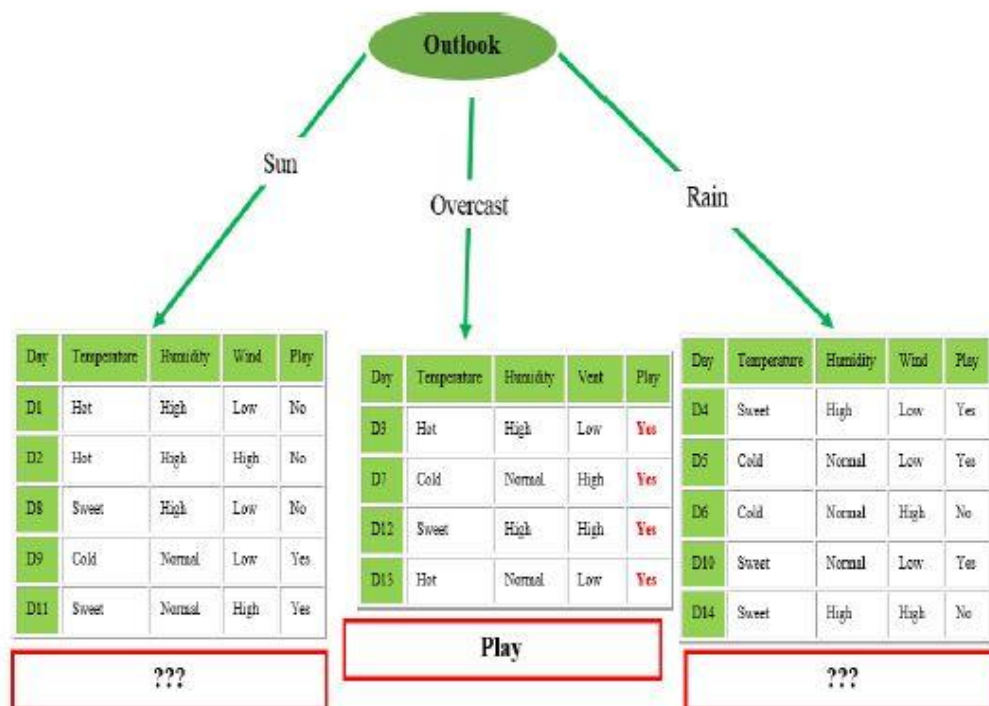 Outlook
Sun
Overcast
Rain
Day Temperature Humidity Wind Play
D1 Hot High Low No
D2 Hot High High No
D8 Sweet High Low No
D9 Cold Normal Low Yes
D11 Sweet Normal High Yes
???
Day Temperature Humidity Vent Play
D3 Hot High Low Yes
D7 Cold Normal High Yes
D12 Sweet High High Yes
D13 Hot Normal Low Yes
Play
Day Temperature Humidity Wind Play
D4 Sweet High Low Yes
D5 Cold Normal Low Yes
D6 Cold Normal High No
D10 Sweet Normal Low Yes
D14 Sweet High High No
???